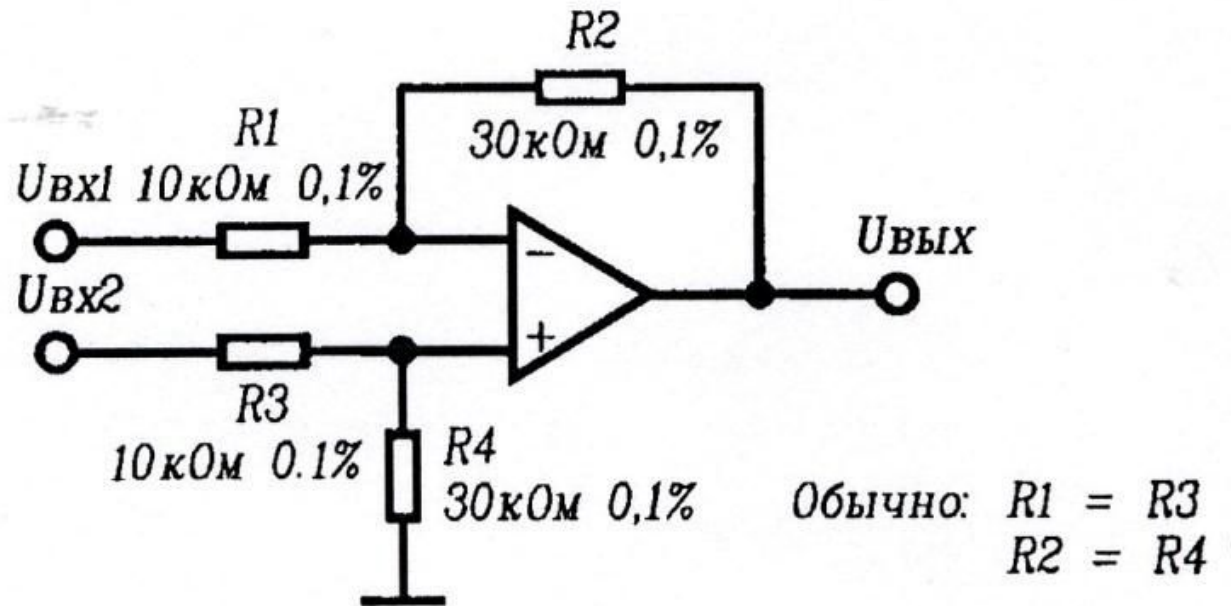 R2
30кОм 0,1%
R1
Uвх1 10кОм 0,1%
Uвх2
Uвых
−
+
R3
10кОм 0.1%
R4
30кОм 0,1%
Обычно: R1 = R3
R2 = R4